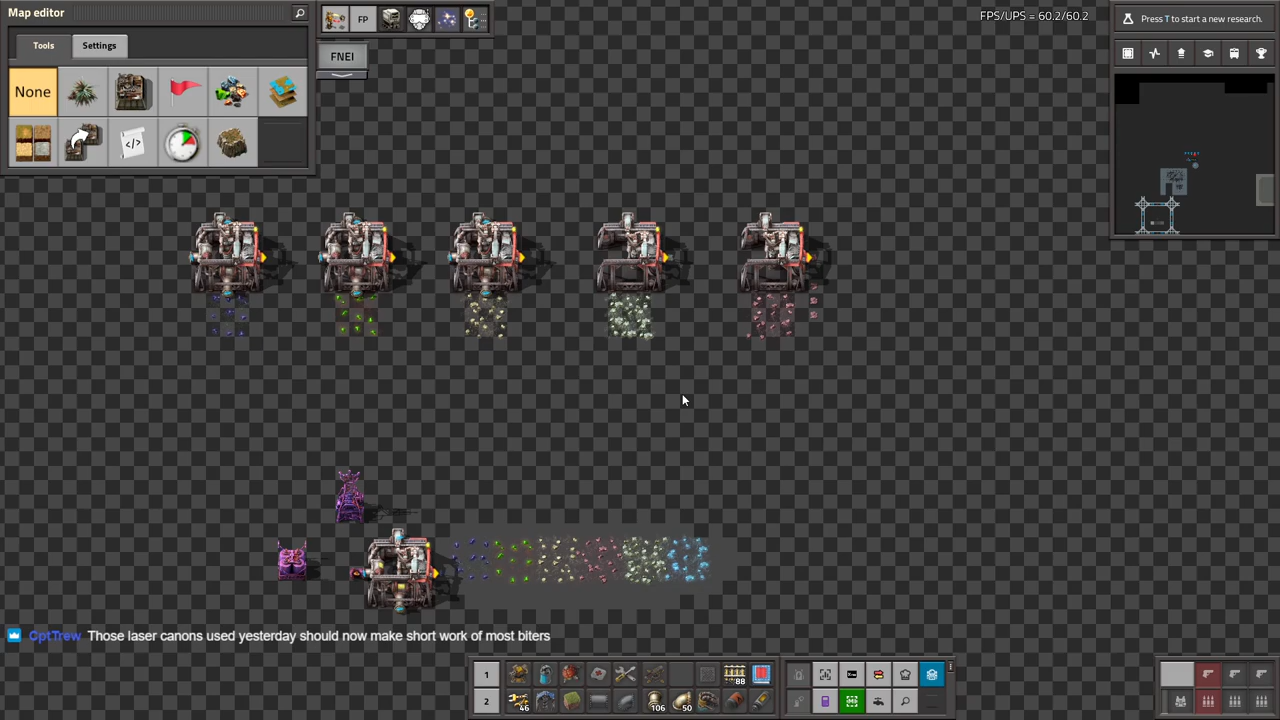 Map editor
FP
FPS/UPS = 60.2/60.2
Press T to start a new research.
Tools
Settings
FNEI
None
</>
CptTrew Those laser canons used yesterday should now make short work of most biters
1
88
2
46
106
50